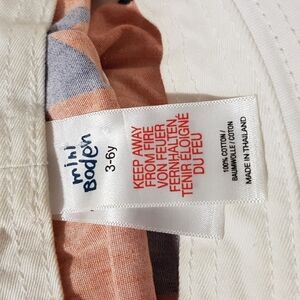 mini
Boden
3-6y
KEEP AWAY
FROM FIRE
VON FEUER
FERNHALTEN
TENIR ELOIGNÉ
DU FEU
100% COTTON /
BAUMWOLLE / COTON
MADE IN THAILAND